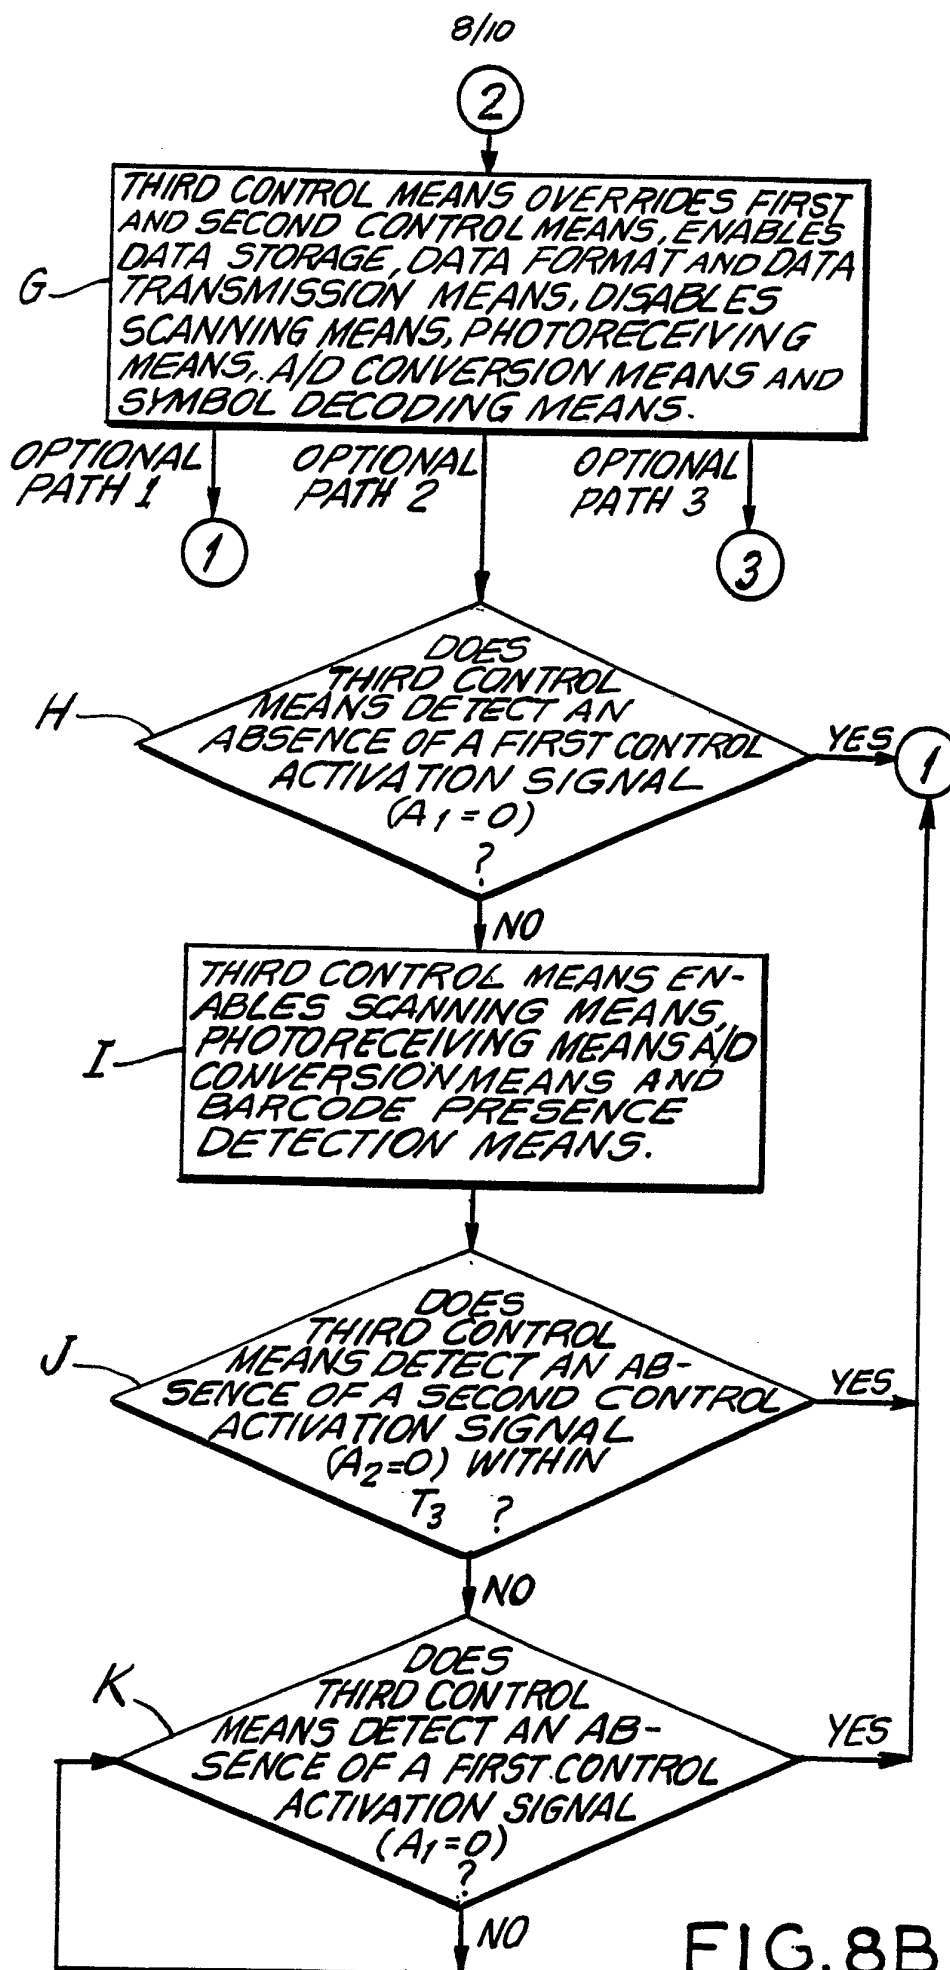 8/10
2
THIRD CONTROL MEANS OVERRIDES FIRST
AND SECOND CONTROL MEANS, ENABLES
DATA STORAGE, DATA FORMAT AND DATA
TRANSMISSION MEANS, DISABLES
SCANNING MEANS, PHOTORECEIVING
MEANS, A/D CONVERSION MEANS AND
SYMBOL DECODING MEANS.
G
OPTIONAL
PATH 1
OPTIONAL
PATH 2
OPTIONAL
PATH 3
1
3
DOES
THIRD CONTROL
MEANS DETECT AN
ABSENCE OF A FIRST CONTROL
ACTIVATION SIGNAL
(A1 = 0)
?
H
YES
1
NO
THIRD CONTROL MEANS EN-
ABLES SCANNING MEANS,
PHOTORECEIVING MEANS A/D
CONVERSION MEANS AND
BARCODE PRESENCE
DETECTION MEANS.
I
DOES
THIRD CONTROL
MEANS DETECT AN AB-
SENCE OF A SECOND CONTROL
ACTIVATION SIGNAL
(A2=0) WITHIN
T3 ?
J
YES
NO
DOES
THIRD CONTROL
MEANS DETECT AN AB-
SENCE OF A FIRST CONTROL
ACTIVATION SIGNAL
(A1=0)
?
K
YES
NO
FIG. 8B